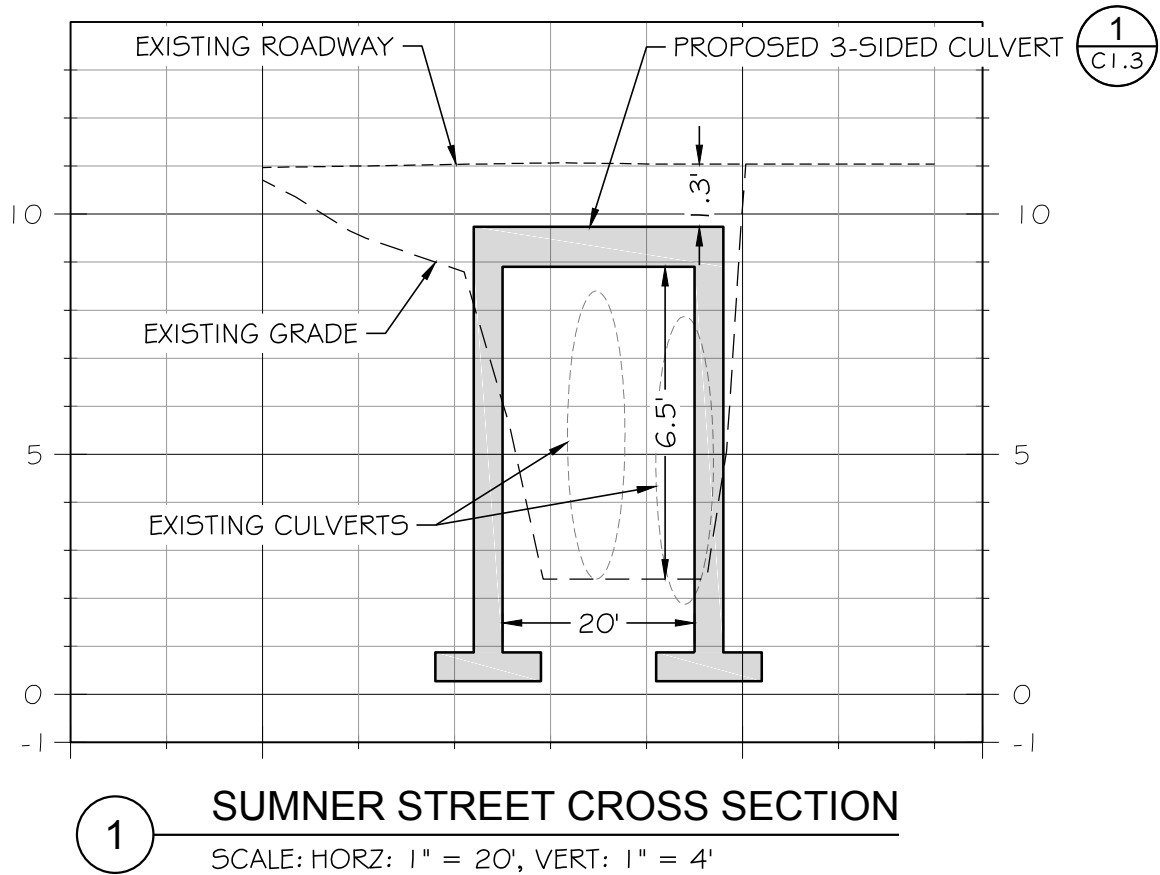 EXISTING ROADWAY
PROPOSED 3-SIDED CULVERT
1
C1.3
1.3'
10
10
EXISTING GRADE
6.5'
5
5
EXISTING CULVERTS
20'
0
0
-1
-1
1
SUMNER STREET CROSS SECTION
SCALE: HORZ: 1" = 20', VERT: 1" = 4'